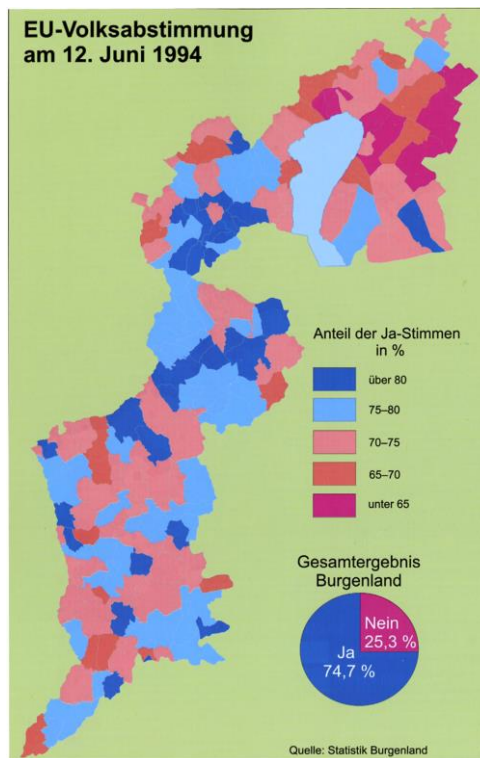 EU-Volksabstimmung
am 12. Juni 1994
Anteil der Ja-Stimmen
in %
über 80
75–80
70–75
65–70
unter 65
Gesamtergebnis
Burgenland
Nein
25,3 %
Ja
74,7 %
Quelle: Statistik Burgenland